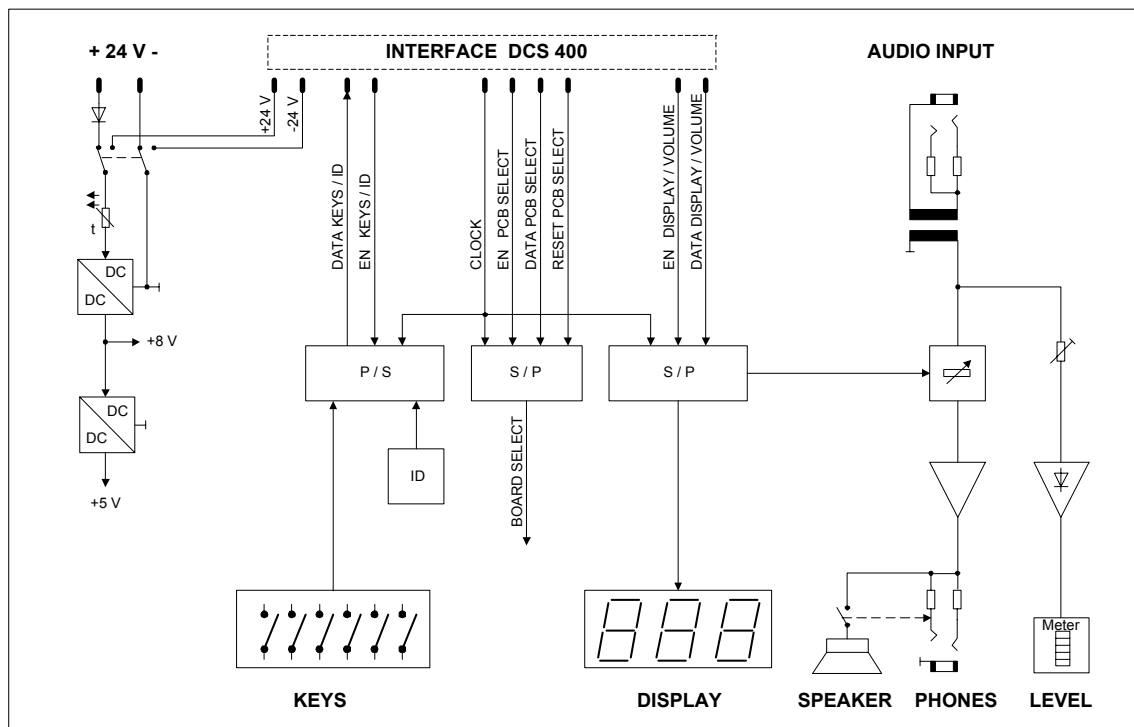 + 24 V -
INTERFACE DCS 400
AUDIO INPUT
+24 V
-24 V
DATA KEYS / ID
EN KEYS / ID
CLOCK
EN PCB SELECT
DATA PCB SELECT
RESET PCB SELECT
EN DISPLAY / VOLUME
DATA DISPLAY / VOLUME
t
DC
DC
+8 V
P / S
S / P
S / P
DC
DC
ID
+5 V
BOARD SELECT
888
Meter
KEYS
DISPLAY
SPEAKER
PHONES
LEVEL